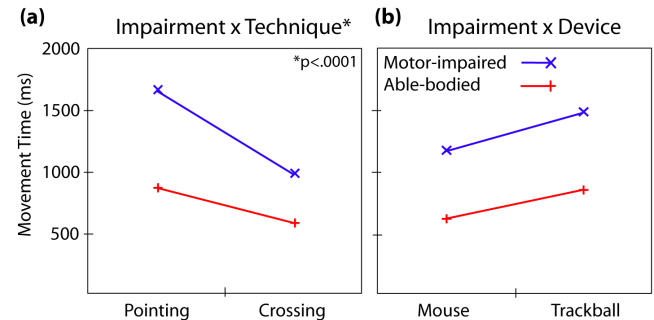 (a) Impairment x Technique*
(b) Impairment x Device
*p<.0001
Motor-impaired
Able-bodied
Movement Time (ms)
2000
1500
1000
500
Pointing
Crossing
Mouse
Trackball